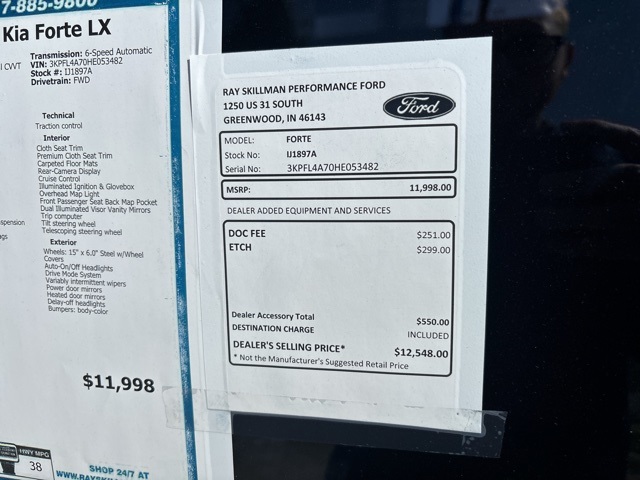 7-885-9800
Kia Forte LX
Transmission: 6-Speed Automatic
CVVT
VIN: 3KPFL4A70HE053482
Stock #: IJ1897A
Drivetrain: FWD
Technical
Traction control
Interior
Cloth Seat Trim
Premium Cloth Seat Trim
Carpeted Floor Mats
Rear-Camera Display
Cruise Control
Illuminated Ignition & Glovebox
Overhead Map Light
Front Passenger Seat Back Map Pocket
Dual Illuminated Visor Vanity Mirrors
Trip computer
Tilt steering wheel
Telescoping steering wheel
spension
ags
Exterior
Wheels: 15" x 6.0" Steel w/Wheel
Covers
Auto-On/Off Headlights
Drive Mode System
Variably intermittent wipers
Power door mirrors
Heated door mirrors
Delay-off headlights
Bumpers: body-color
$11,998
HWY MPG
38
SHOP 24/7 AT
RAY SKILLMAN PERFORMANCE FORD
1250 US 31 SOUTH
GREENWOOD, IN 46143
Ford
MODEL: FORTE
Stock No: IJ1897A
Serial No: 3KPFL4A70HE053482
MSRP: 11,998.00
DEALER ADDED EQUIPMENT AND SERVICES
DOC FEE $251.00
ETCH $299.00
Dealer Accessory Total $550.00
DESTINATION CHARGE INCLUDED
DEALER'S SELLING PRICE* $12,548.00
* Not the Manufacturer's Suggested Retail Price